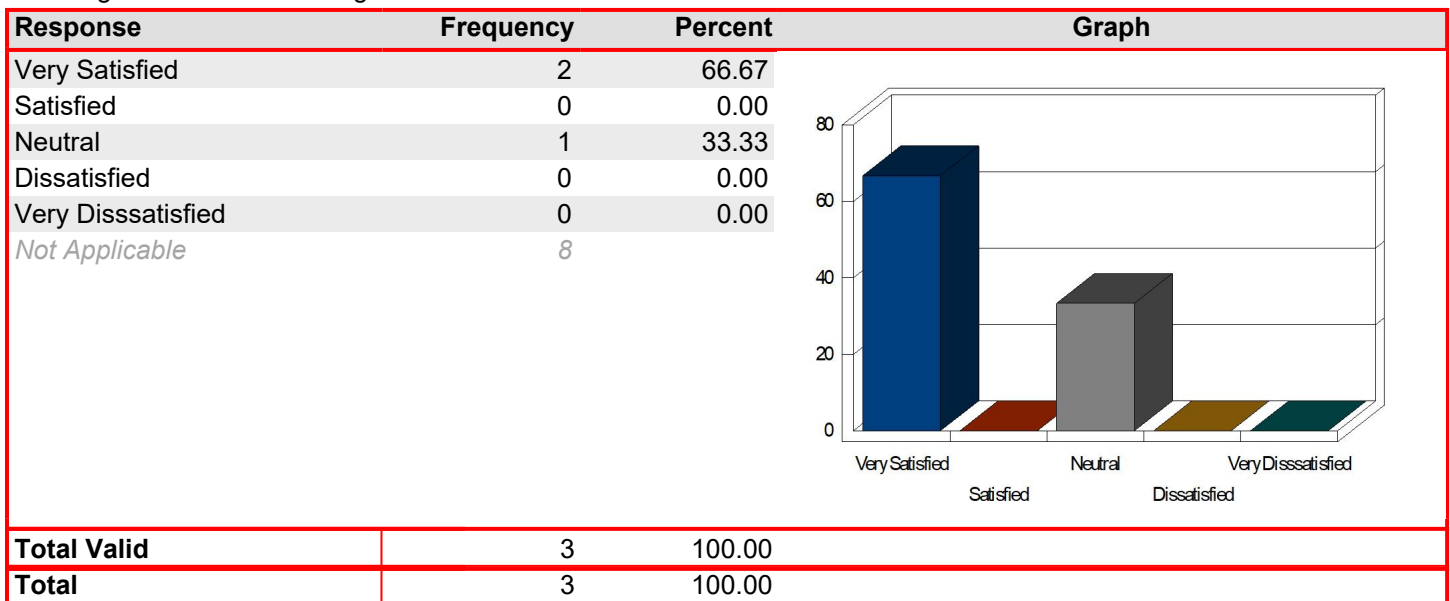 Response Frequency Percent Graph
Very Satisfied 2 66.67
Satisfied 0 0.00
Neutral 1 33.33
Dissatisfied 0 0.00
Very Disssatisfied 0 0.00
Not Applicable 8
80
60
40
20
0
Very Satisfied Neutral Very Disssatisfied
Satisfied Dissatisfied
Total Valid 3 100.00
Total 3 100.00